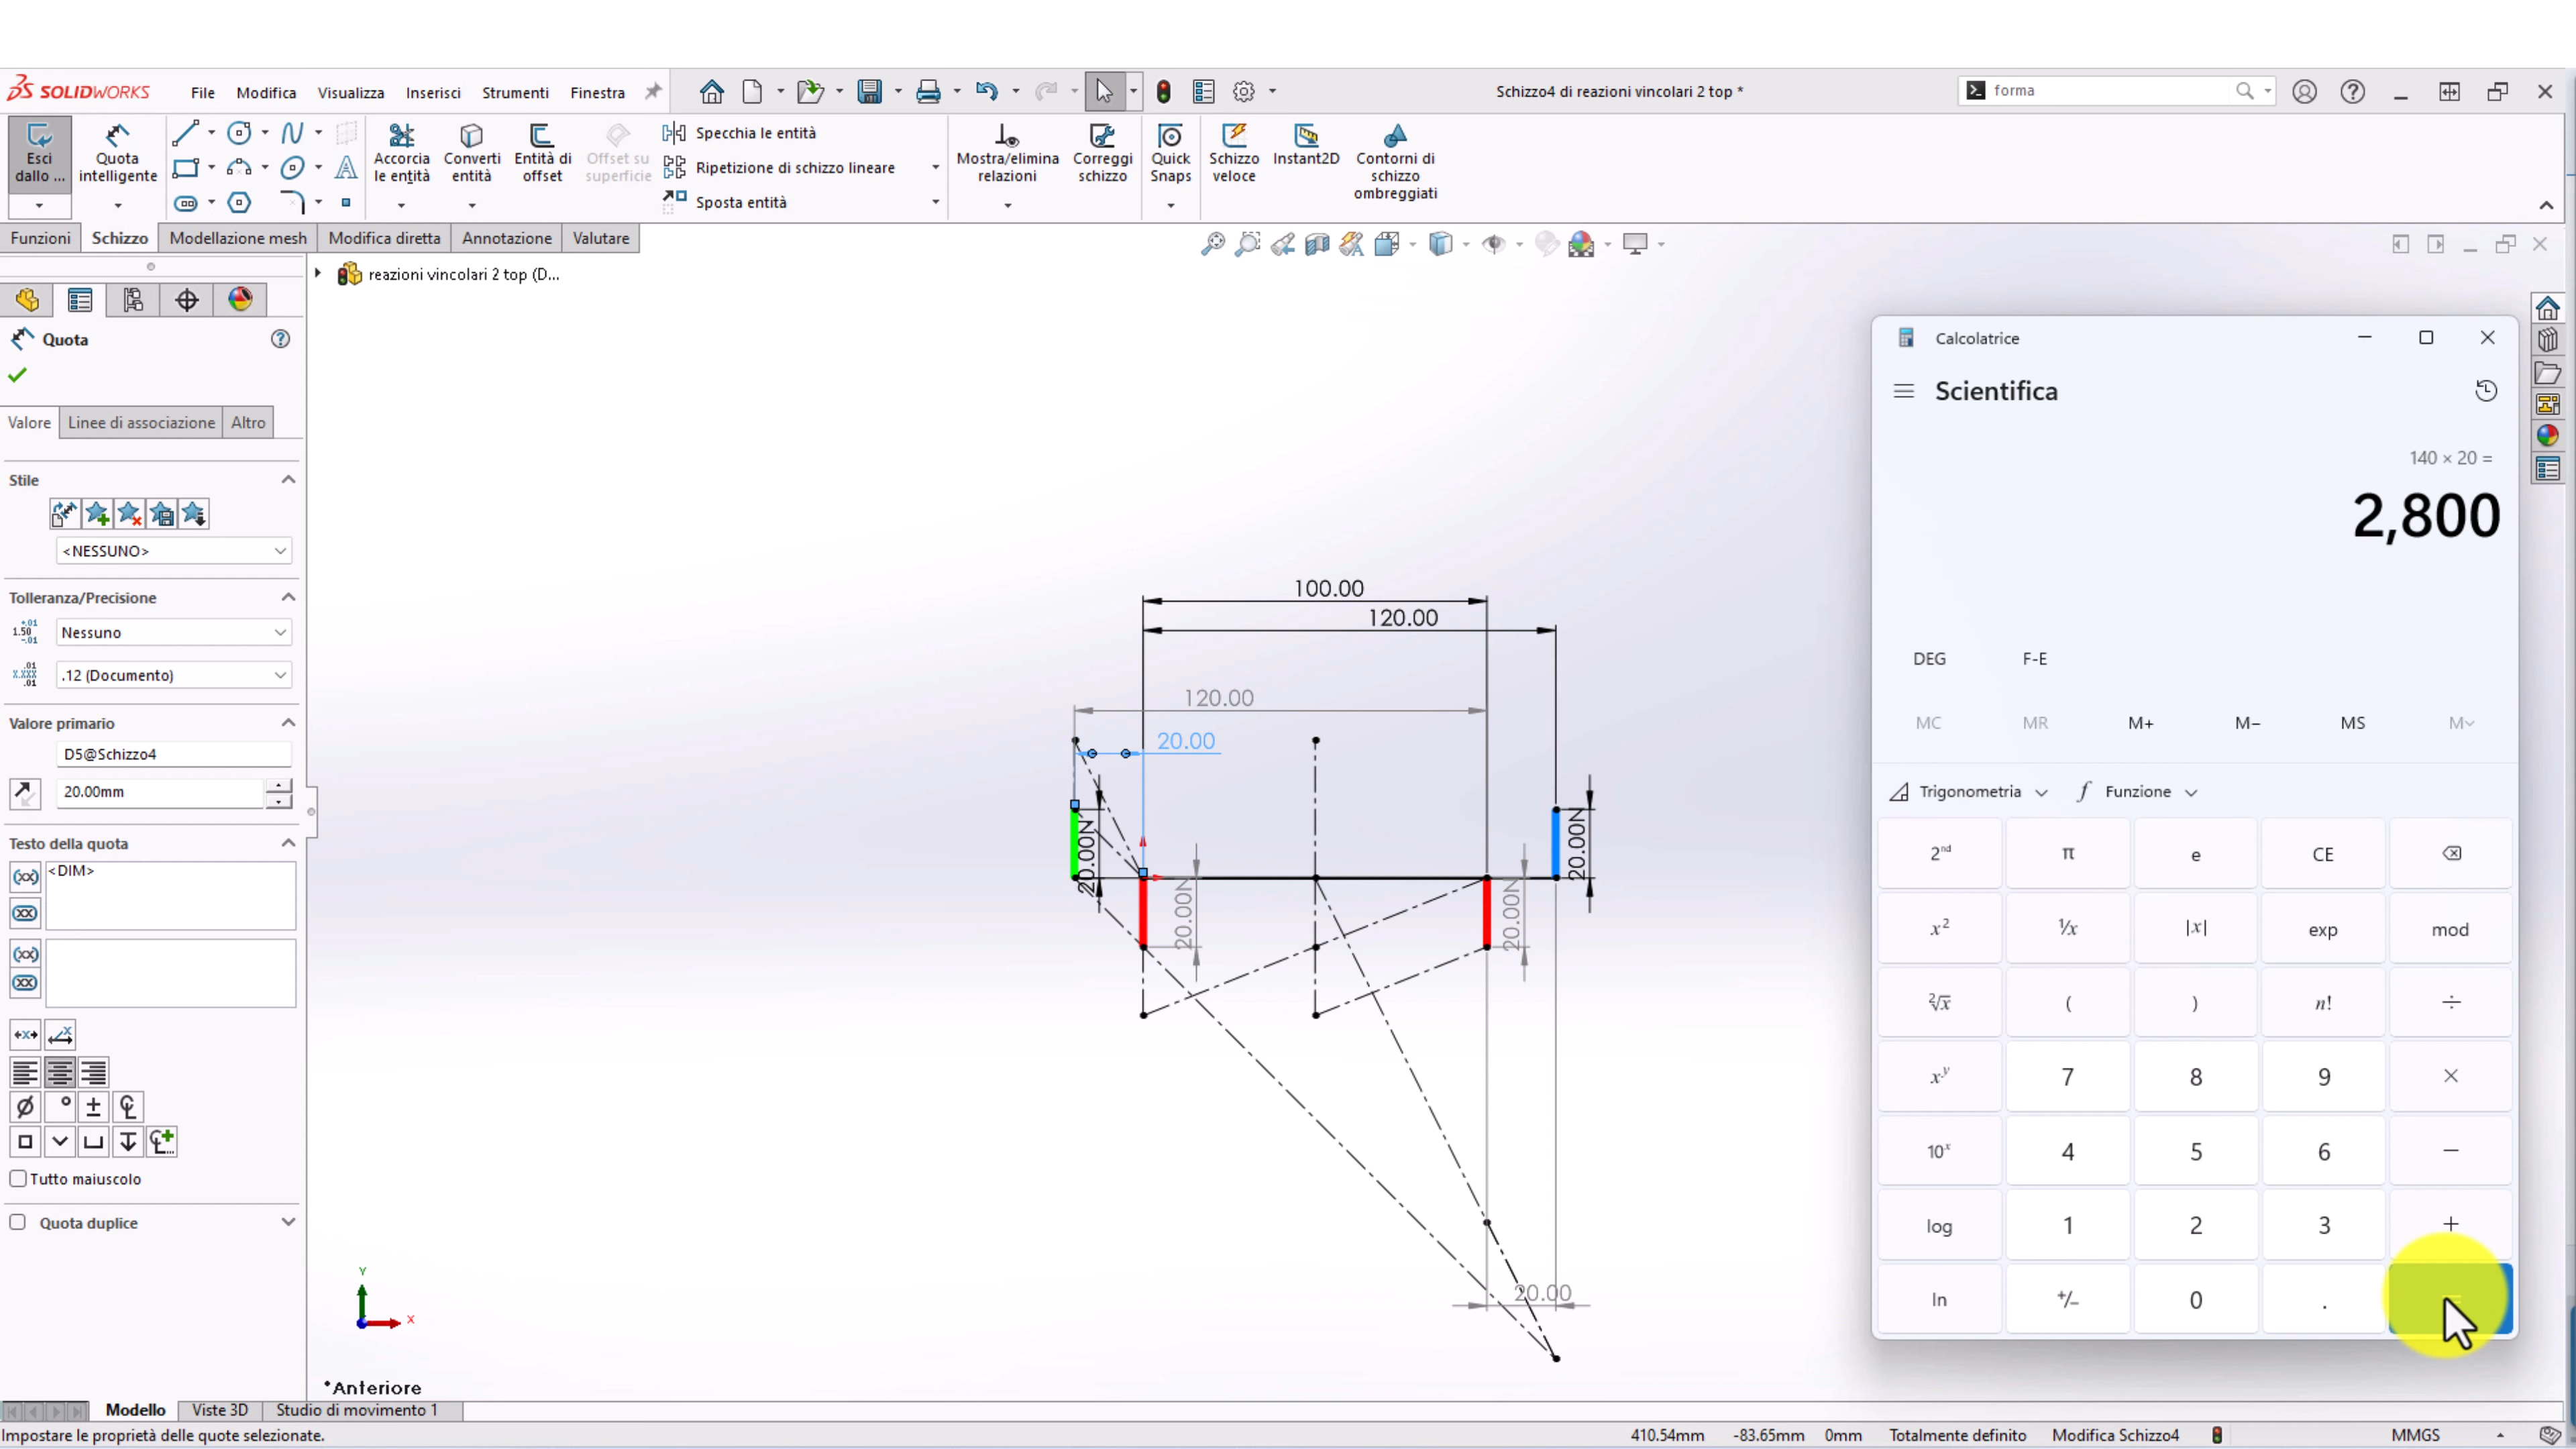 SOLIDWORKS File Modifica Visualizza Inserisci Strumenti Finestra Schizzo4 di reazioni vincolari 2 top * forma
Esci dallo ...
Quota intelligente
Accorcia le entità
Converti entità
Entità di offset
Offset su superficie
Specchia le entità
Ripetizione di schizzo lineare
Sposta entità
Mostra/elimina relazioni
Correggi schizzo
Quick Snaps
Schizzo veloce
Instant2D
Contorni di schizzo ombreggiati
Funzioni Schizzo Modellazione mesh Modifica diretta Annotazione Valutare
reazioni vincolari 2 top (D...
Quota
Valore Linee di associazione Altro
Stile
<NESSUNO>
Tolleranza/Precisione
Nessuno
.12 (Documento)
Valore primario
D5@Schizzo4
20.00mm
Testo della quota
<DIM>
Tutto maiuscolo
Quota duplice
100.00
120.00
120.00
20.00
20.00N
20.00N
20.00N
20.00N
20.00
Y
X
*Anteriore
Calcolatrice
Scientifica
140 × 20 =
2,800
DEG F-E
MC MR M+ M− MS M
Trigonometria Funzione
2nd π e CE
x² ¹/x |x| exp mod
²√x ( ) n! ÷
xʸ 7 8 9 ×
10ˣ 4 5 6 −
log 1 2 3 +
ln +/− 0 . =
Modello Viste 3D Studio di movimento 1
Impostare le proprietà delle quote selezionate. 410.54mm -83.65mm 0mm Totalmente definito Modifica Schizzo4 MMGS